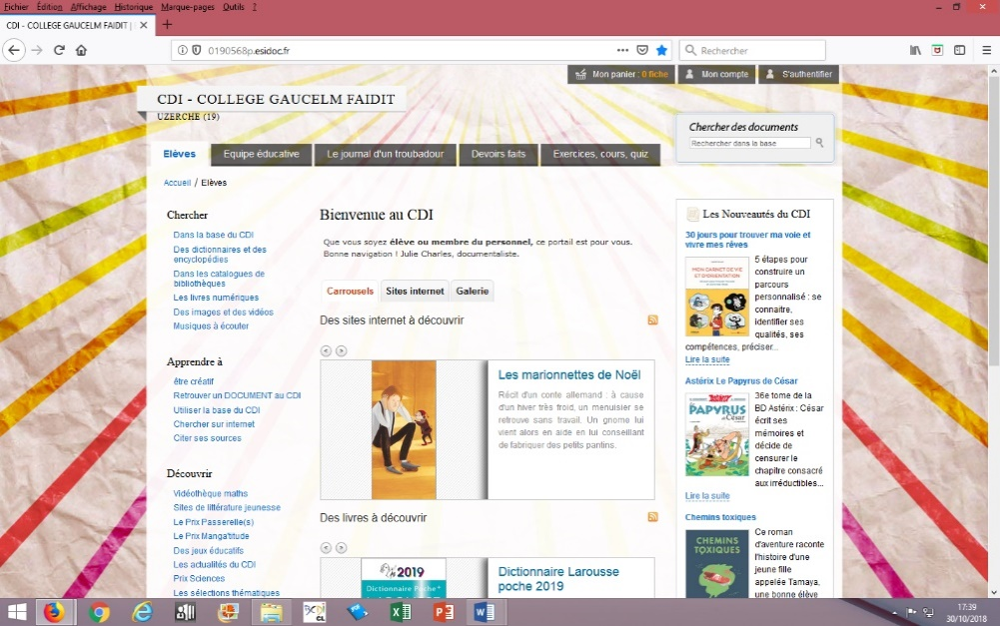 Fichier Édition Affichage Historique Marque-pages Outils ?
CDI - COLLEGE GAUCELM FAIDIT |
0190568p.esidoc.fr
Rechercher
Mon panier : 0 fiche
Mon compte
S'authentifier
CDI - COLLEGE GAUCELM FAIDIT
UZERCHE (19)
Chercher des documents
Rechercher dans la base
Elèves
Equipe éducative
Le journal d'un troubadour
Devoirs faits
Exercices, cours, quiz
Accueil / Elèves
Chercher
Dans la base du CDI
Des dictionnaires et des
encyclopédies
Dans les catalogues de
bibliothèques
Les livres numériques
Des images et des vidéos
Musiques à écouter
Apprendre à
être créatif
Retrouver un DOCUMENT au CDI
Utiliser la base du CDI
Chercher sur internet
Citer ses sources
Découvrir
Vidéothèque maths
Sites de littérature jeunesse
Le Prix Passerelle(s)
Le Prix Manga'titude
Des jeux éducatifs
Les actualités du CDI
Prix Sciences
Les sélections thématiques
Bienvenue au CDI
Que vous soyez élève ou membre du personnel, ce portail est pour vous.
Bonne navigation ! Julie Charles, documentaliste.
Carrousels
Sites internet
Galerie
Des sites internet à découvrir
Les marionnettes de Noël
Récit d'un conte allemand : à cause
d'un hiver très froid, un menuisier se
retrouve sans travail. Un gnome lui
vient alors en aide en lui conseillant
de fabriquer des petits pantins.
Des livres à découvrir
2019
Dictionnaire Poche+
Dictionnaire Larousse
poche 2019
Les Nouveautés du CDI
30 jours pour trouver ma voie et
vivre mes rêves
MON CARNET DE VIE
ET D'ORIENTATION
5 étapes pour
construire un
parcours
personnalisé : se
connaitre,
identifier ses
qualités, ses
compétences, préciser...
Lire la suite
Astérix Le Papyrus de César
ASTERIX
PAPYRUS
de César
36e tome de la
BD Astérix : César
écrit ses
mémoires et
décide de
censurer le
chapitre consacré
aux irréductibles...
Lire la suite
Chemins toxiques
CHEMINS
TOXIQUES
Ce roman
d'aventure raconte
l'histoire d'une
jeune fille
appelée Tamaya,
une bonne élève
17:39
30/10/2018